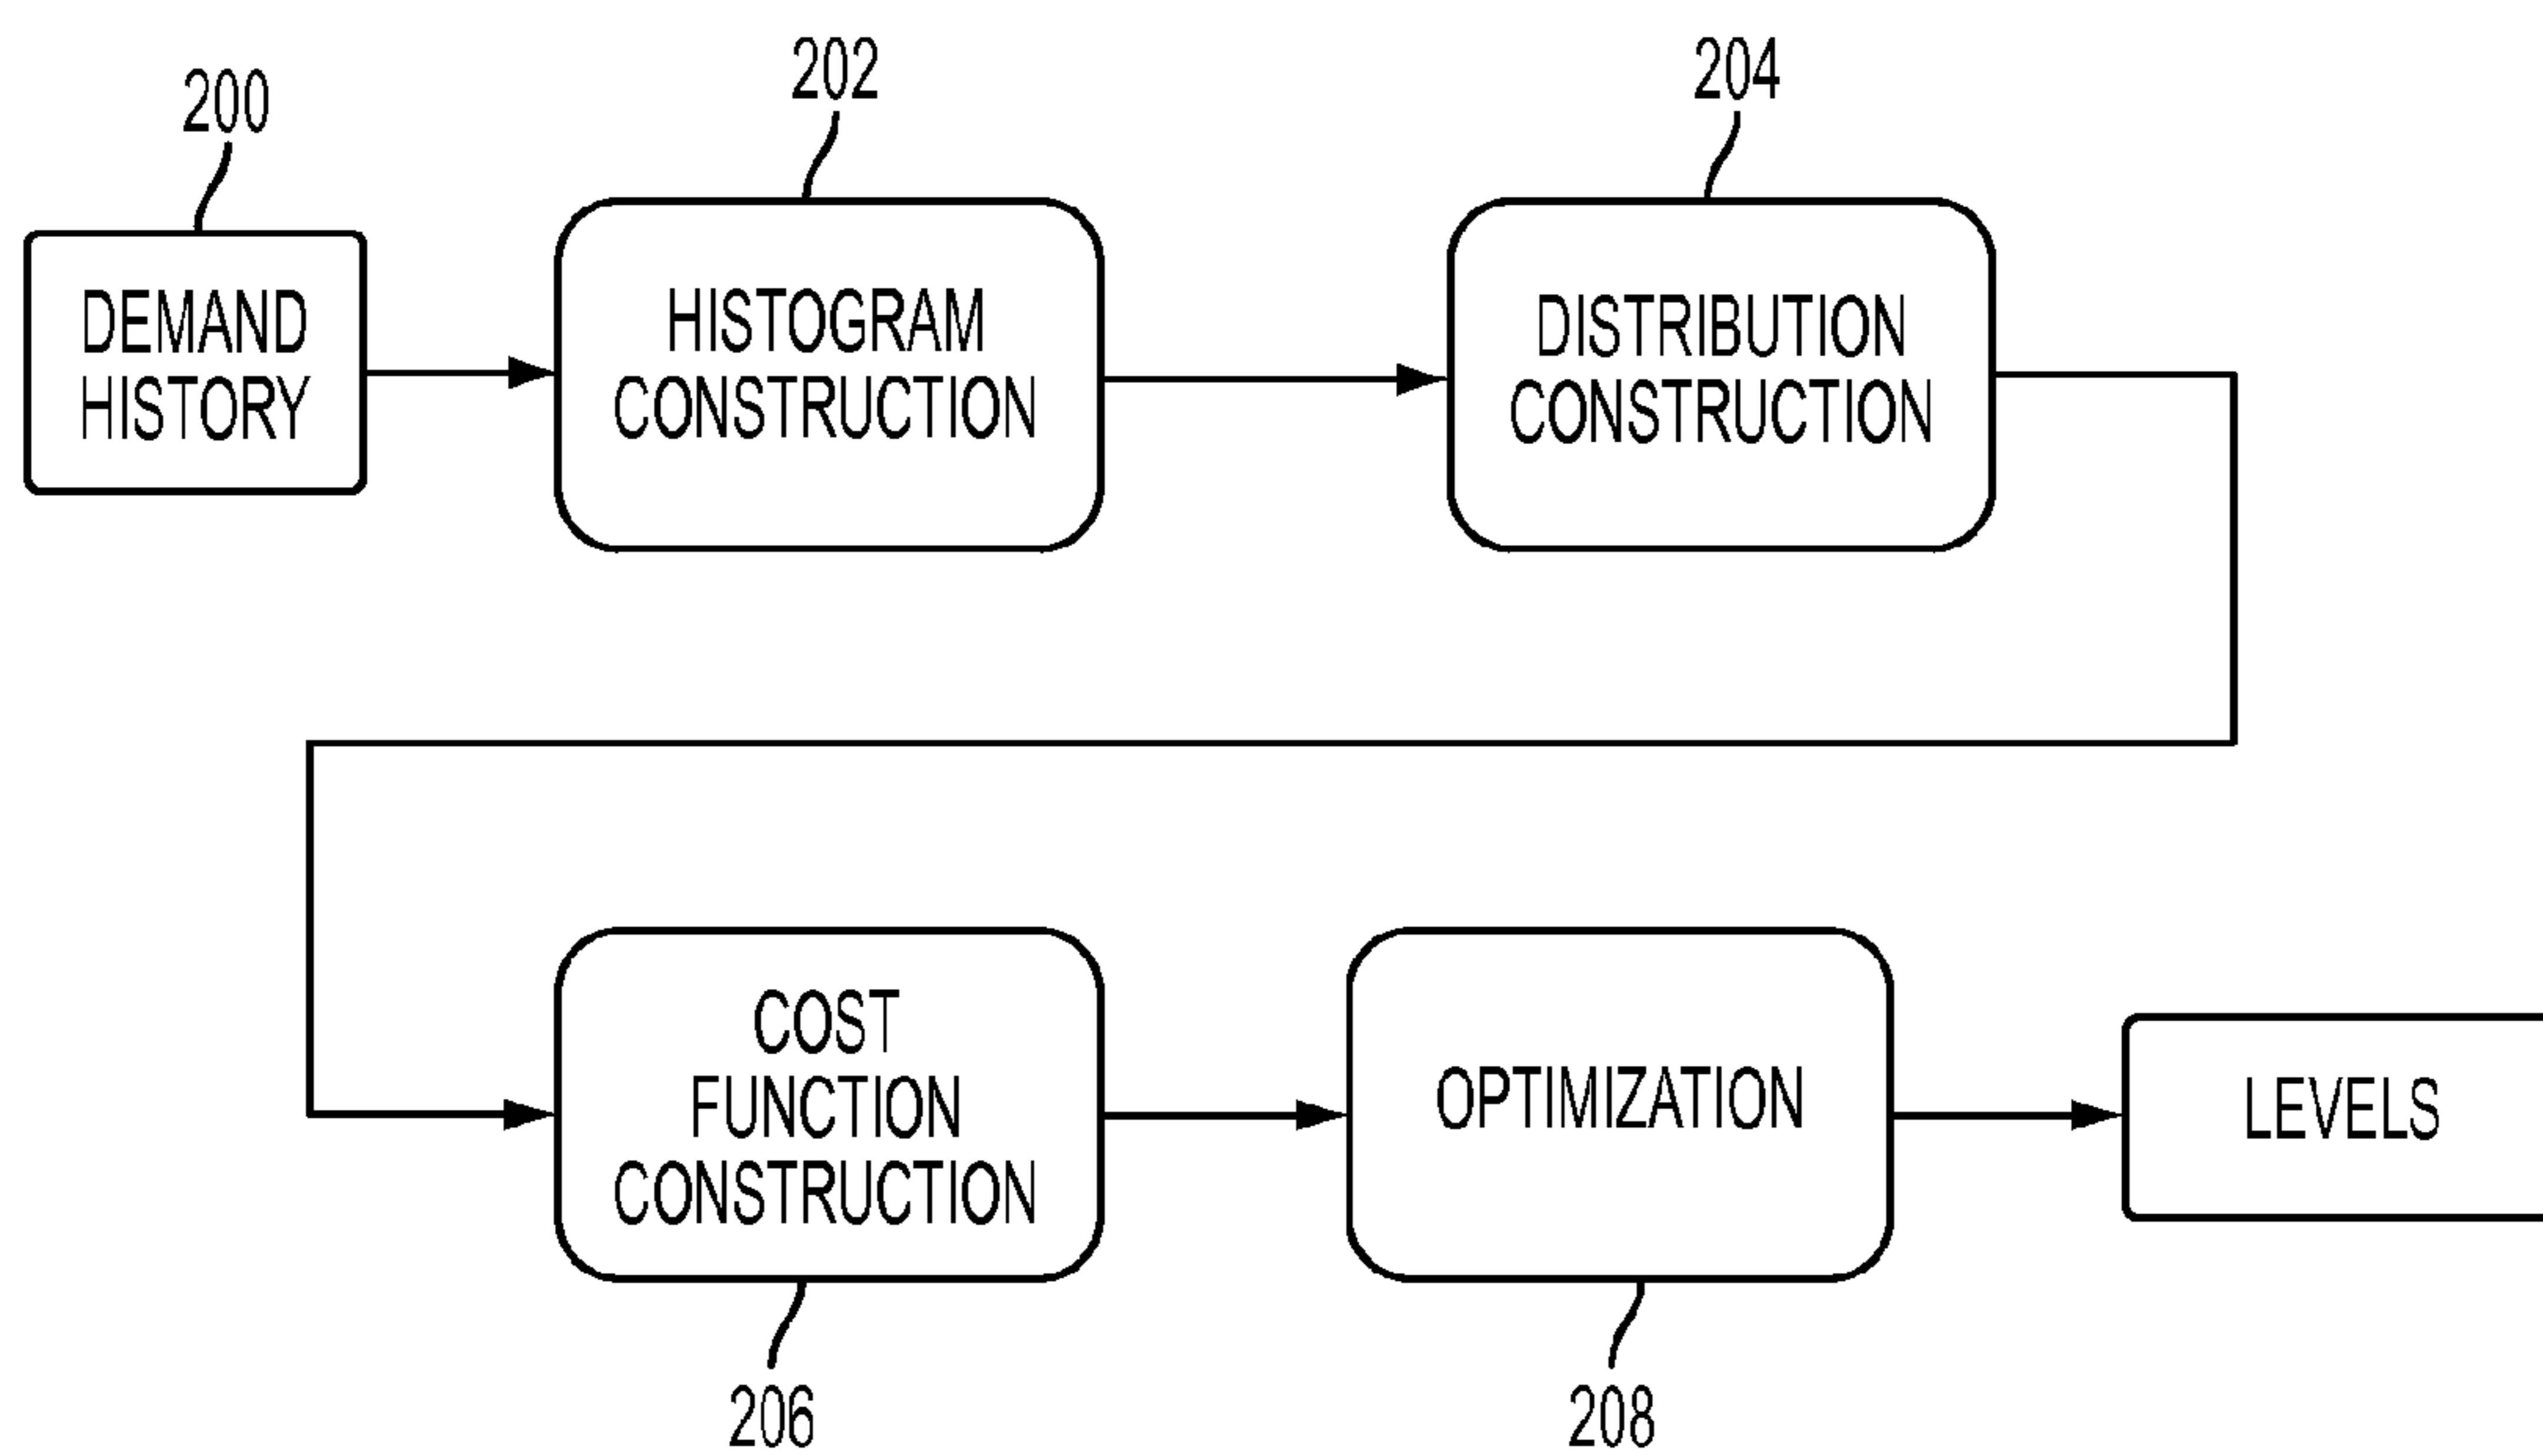 200
202
204
DEMAND
HISTORY
HISTOGRAM
CONSTRUCTION
DISTRIBUTION
CONSTRUCTION
COST
FUNCTION
CONSTRUCTION
OPTIMIZATION
LEVELS
206
208